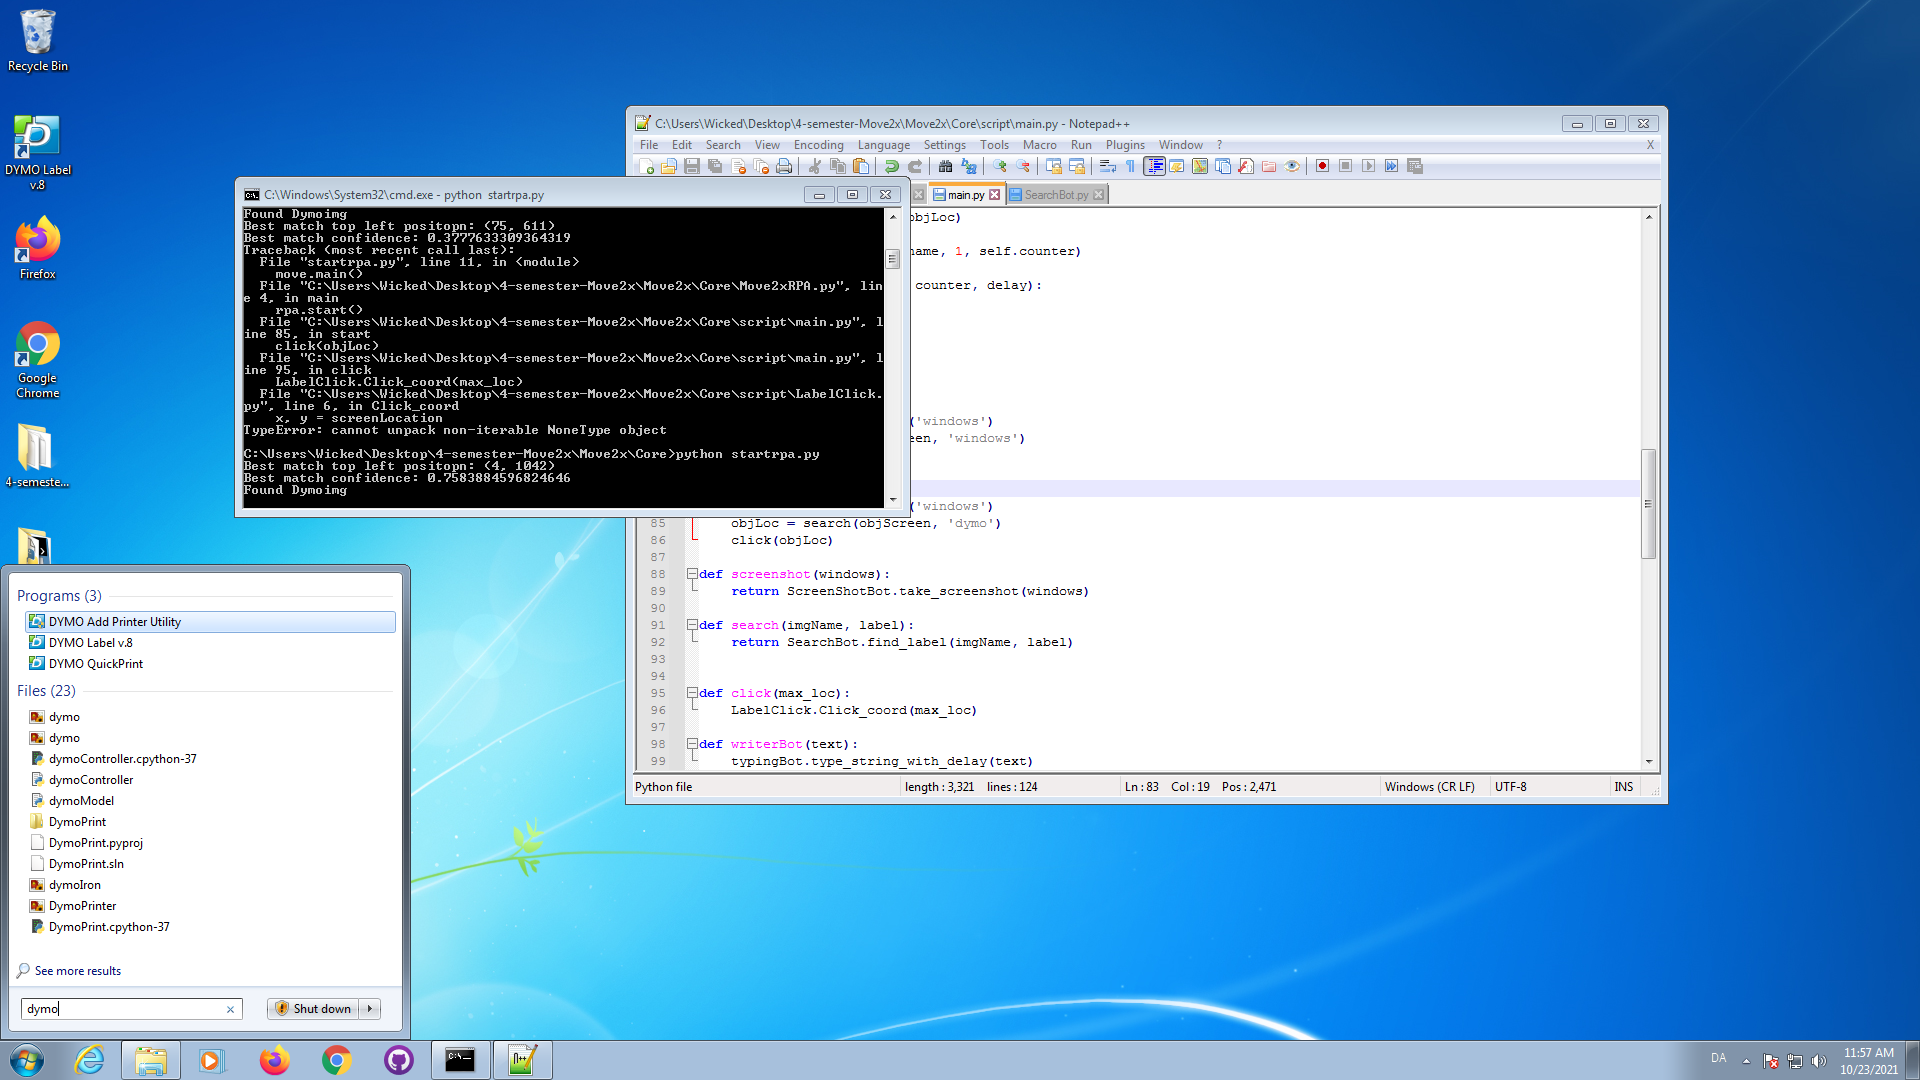 Recycle Bin
DYMO Label
v.8
Firefox
Google
Chrome
4-semeste...
C:\Users\Wicked\Desktop\4-semester-Move2x\Move2x\Core\script\main.py - Notepad++
File Edit Search View Encoding Language Settings Tools Macro Run Plugins Window ? X
main.py SearchBot.py
bjLoc)
name, 1, self.counter)
counter, delay):
('windows')
een, 'windows')
('windows')
85 objLoc = search(objScreen, 'dymo')
86 click(objLoc)
87
88 def screenshot(windows):
89 return ScreenShotBot.take_screenshot(windows)
90
91 def search(imgName, label):
92 return SearchBot.find_label(imgName, label)
93
94
95 def click(max_loc):
96 LabelClick.Click_coord(max_loc)
97
98 def writerBot(text):
99 typingBot.type_string_with_delay(text)
Python file length : 3,321 lines : 124 Ln : 83 Col : 19 Pos : 2,471 Windows (CR LF) UTF-8 INS
C:\Windows\System32\cmd.exe - python startrpa.py
Found Dymoimg
Best match top left positopn: (75, 611)
Best match confidence: 0.3777633309364319
Traceback (most recent call last):
File "startrpa.py", line 11, in <module>
move.main()
File "C:\Users\Wicked\Desktop\4-semester-Move2x\Move2x\Core\Move2xRPA.py", lin
e 4, in main
rpa.start()
File "C:\Users\Wicked\Desktop\4-semester-Move2x\Move2x\Core\script\main.py", l
ine 85, in start
click(objLoc)
File "C:\Users\Wicked\Desktop\4-semester-Move2x\Move2x\Core\script\main.py", l
ine 95, in click
LabelClick.Click_coord(max_loc)
File "C:\Users\Wicked\Desktop\4-semester-Move2x\Move2x\Core\script\LabelClick.
py", line 6, in Click_coord
x, y = screenLocation
TypeError: cannot unpack non-iterable NoneType object
C:\Users\Wicked\Desktop\4-semester-Move2x\Move2x\Core>python startrpa.py
Best match top left positopn: (4, 1042)
Best match confidence: 0.7583884596824646
Found Dymoimg
Programs (3)
DYMO Add Printer Utility
DYMO Label v.8
DYMO QuickPrint
Files (23)
dymo
dymo
dymoController.cpython-37
dymoController
dymoModel
DymoPrint
DymoPrint.pyproj
DymoPrint.sln
dymoIron
DymoPrinter
DymoPrint.cpython-37
See more results
dymo
Shut down
DA
11:57 AM
10/23/2021